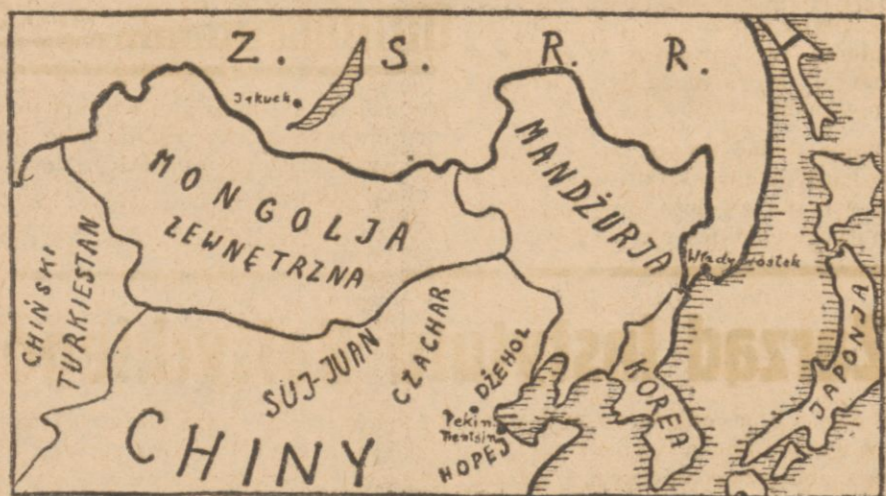 Z. S. R. R.
Irkuck
MONGOLJA
ZEWNĘTRZNA
MANDŻURJA
Władywostok
CHIŃSKI
TURKIESTAN
SUJ-JUAN
CZACHAR
DŻEHOL
Pekin
Tientsin
HOPEJ
KOREA
JAPONJA
CHINY